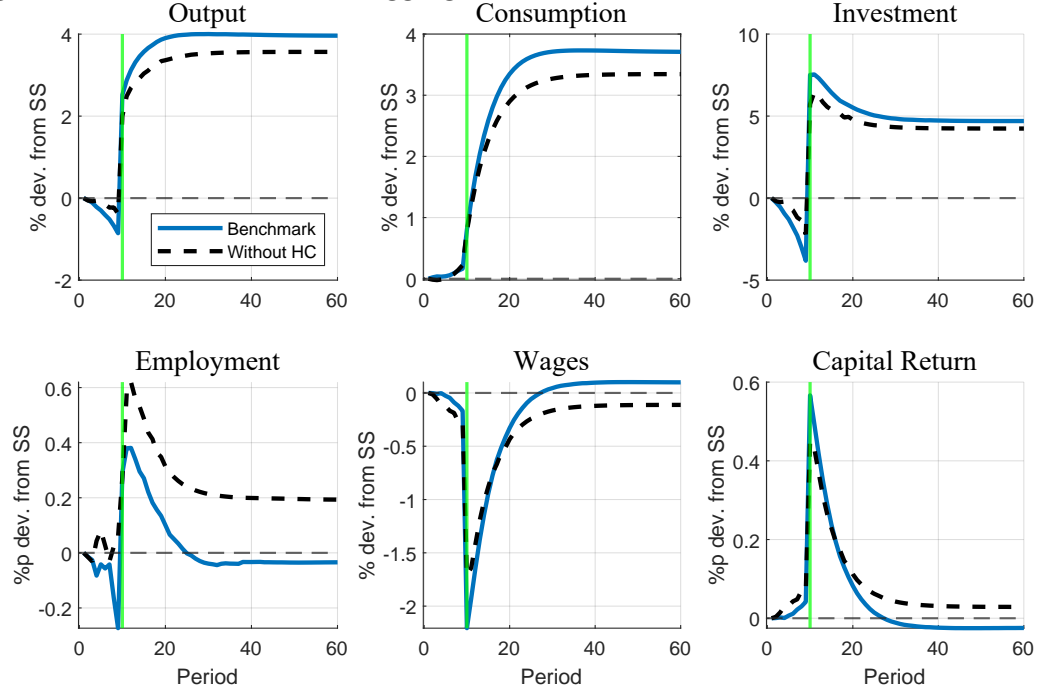 Output
% dev. from SS
4
2
0
-2
0 20 40 60
Benchmark
Without HC
Consumption
% dev. from SS
4
3
2
1
0
0 20 40 60
Investment
% dev. from SS
10
5
0
-5
0 20 40 60
Employment
%p dev. from SS
0.6
0.4
0.2
0
-0.2
0 20 40 60
Period
Wages
% dev. from SS
0
-0.5
-1
-1.5
-2
0 20 40 60
Period
Capital Return
%p dev. from SS
0.6
0.4
0.2
0
0 20 40 60
Period